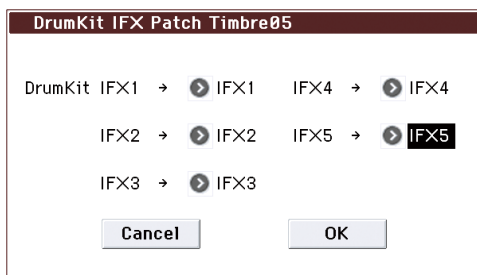 DrumKit IFX Patch Timbre05
DrumKit IFX1 → IFX1 IFX4 → IFX4
IFX2 → IFX2 IFX5 → IFX5
IFX3 → IFX3
Cancel OK